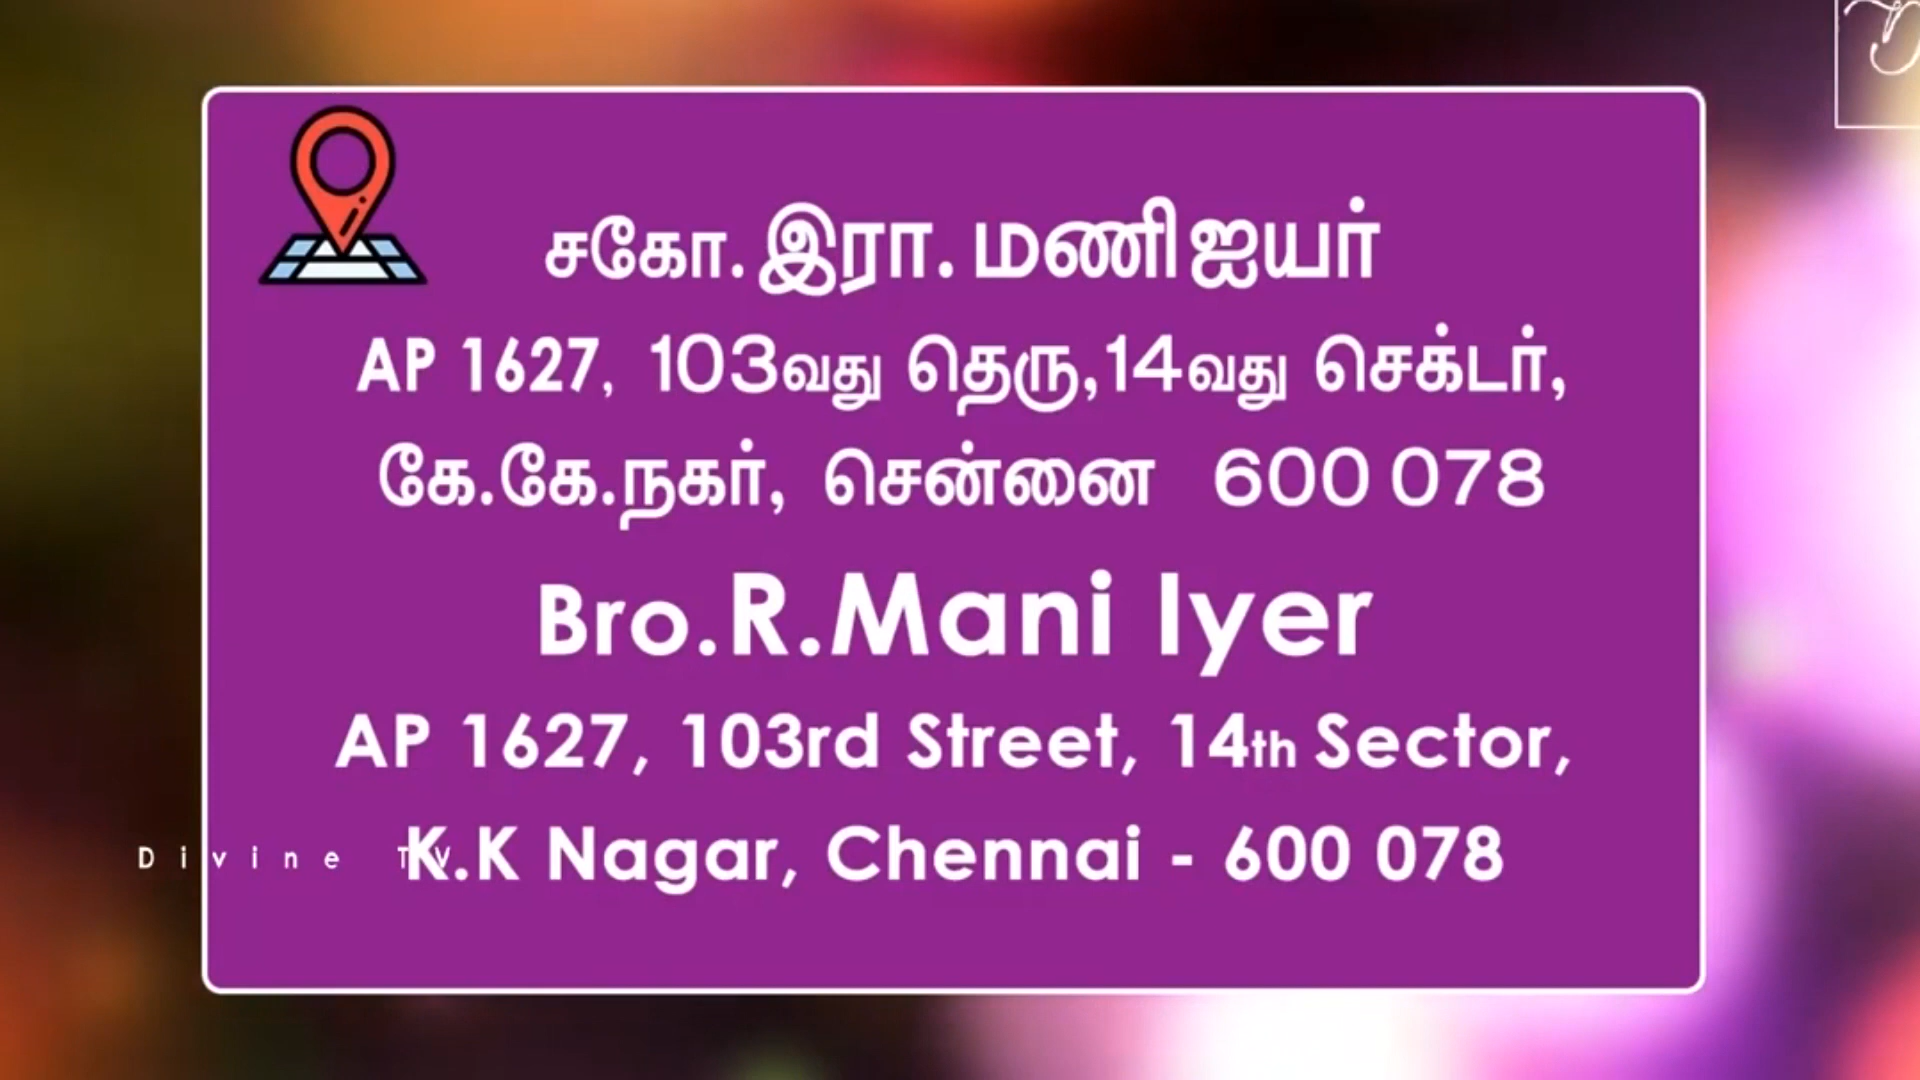 சகோ. இரா. மணி ஐயர்
AP 1627, 103வது தெரு,14வது செக்டர்,
கே.கே.நகர், சென்னை 600 078
Bro.R.Mani Iyer
AP 1627, 103rd Street, 14th Sector,
K.K Nagar, Chennai - 600 078
Divine TV